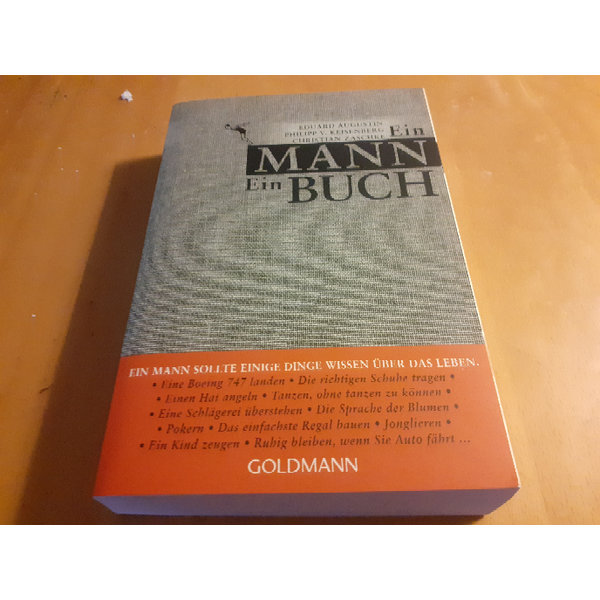 EDUARD AUGUSTIN
PHILIPP V. KEISENBERG
CHRISTIAN ZASCHKE
Ein
MANN
Ein BUCH
EIN MANN SOLLTE EINIGE DINGE WISSEN ÜBER DAS LEBEN.
• Eine Boeing 747 landen • Die richtigen Schuhe tragen •
• Einen Hai angeln • Tanzen, ohne tanzen zu können •
• Eine Schlägerei überstehen • Die Sprache der Blumen •
• Pokern • Das einfachste Regal bauen • Jonglieren •
• Ein Kind zeugen • Ruhig bleiben, wenn Sie Auto fährt ...
GOLDMANN